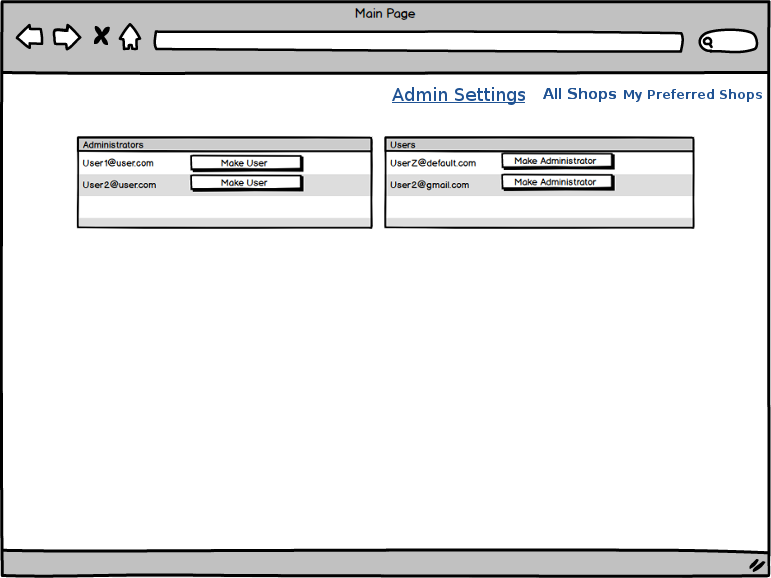 Main Page
Admin Settings All Shops My Preferred Shops
Administrators
User1@user.com Make User
User2@user.com Make User
Users
UserZ@default.com Make Administrator
User2@gmail.com Make Administrator